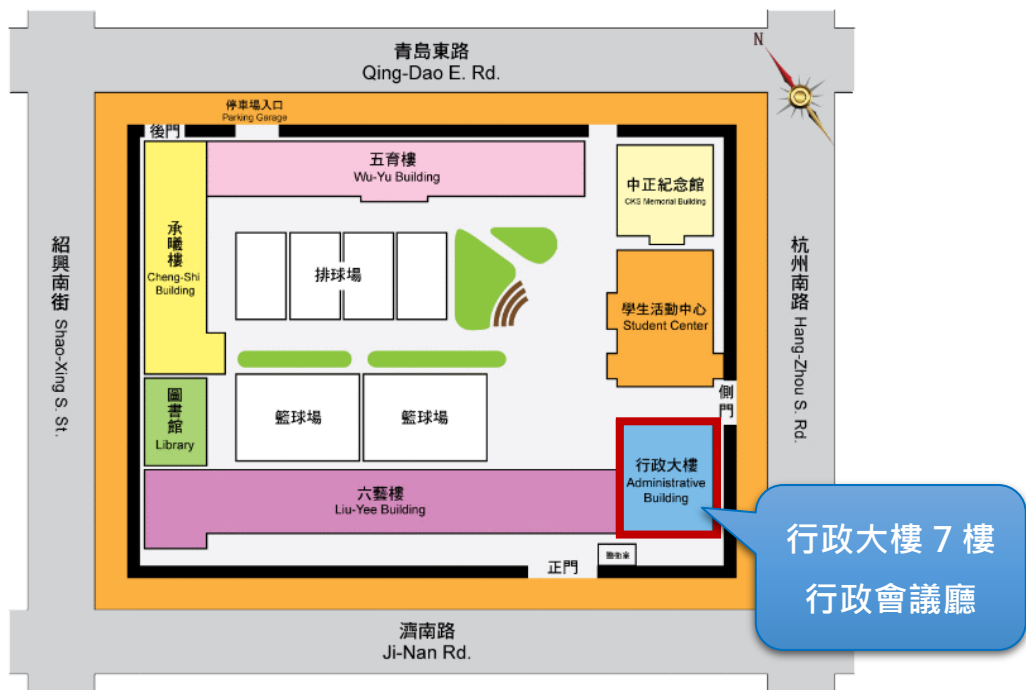 青島東路
Qing-Dao E. Rd.
N
停車場入口
Parking Garage
後門
五育樓
Wu-Yu Building
中正紀念館
CKS Memorial Building
承曦樓
Cheng-Shi
Building
排球場
學生活動中心
Student Center
紹興南街 Shao-Xing S. St.
杭州南路 Hang-Zhou S. Rd.
圖書館
Library
籃球場
籃球場
側門
行政大樓
Administrative
Building
六藝樓
Liu-Yee Building
行政大樓 7 樓
行政會議廳
警衛室
正門
濟南路
Ji-Nan Rd.